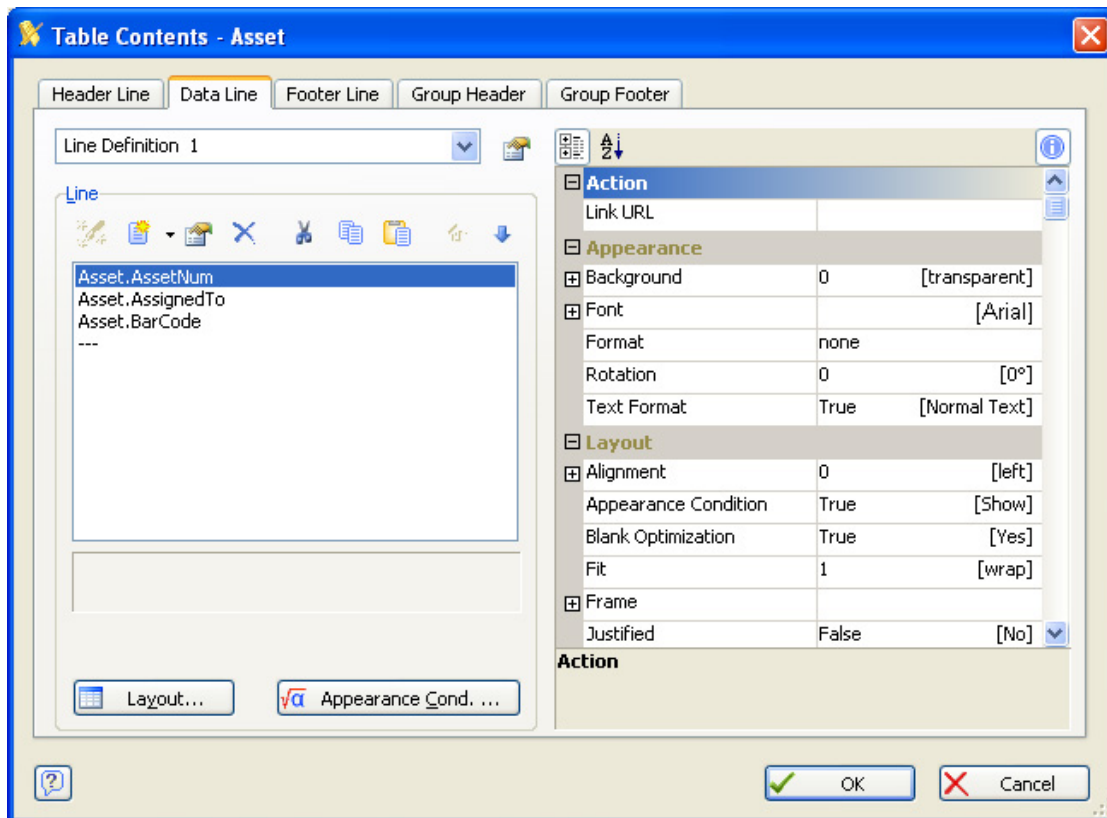 Table Contents - Asset
Header Line Data Line Footer Line Group Header Group Footer
Line Definition 1
Line
Asset.AssetNum
Asset.AssignedTo
Asset.BarCode
---
Layout... √α Appearance Cond. ...
A
Z
Action
Link URL
Appearance
Background 0 [transparent]
Font [Arial]
Format none
Rotation 0 [0°]
Text Format True [Normal Text]
Layout
Alignment 0 [left]
Appearance Condition True [Show]
Blank Optimization True [Yes]
Fit 1 [wrap]
Frame
Justified False [No]
Action
OK Cancel